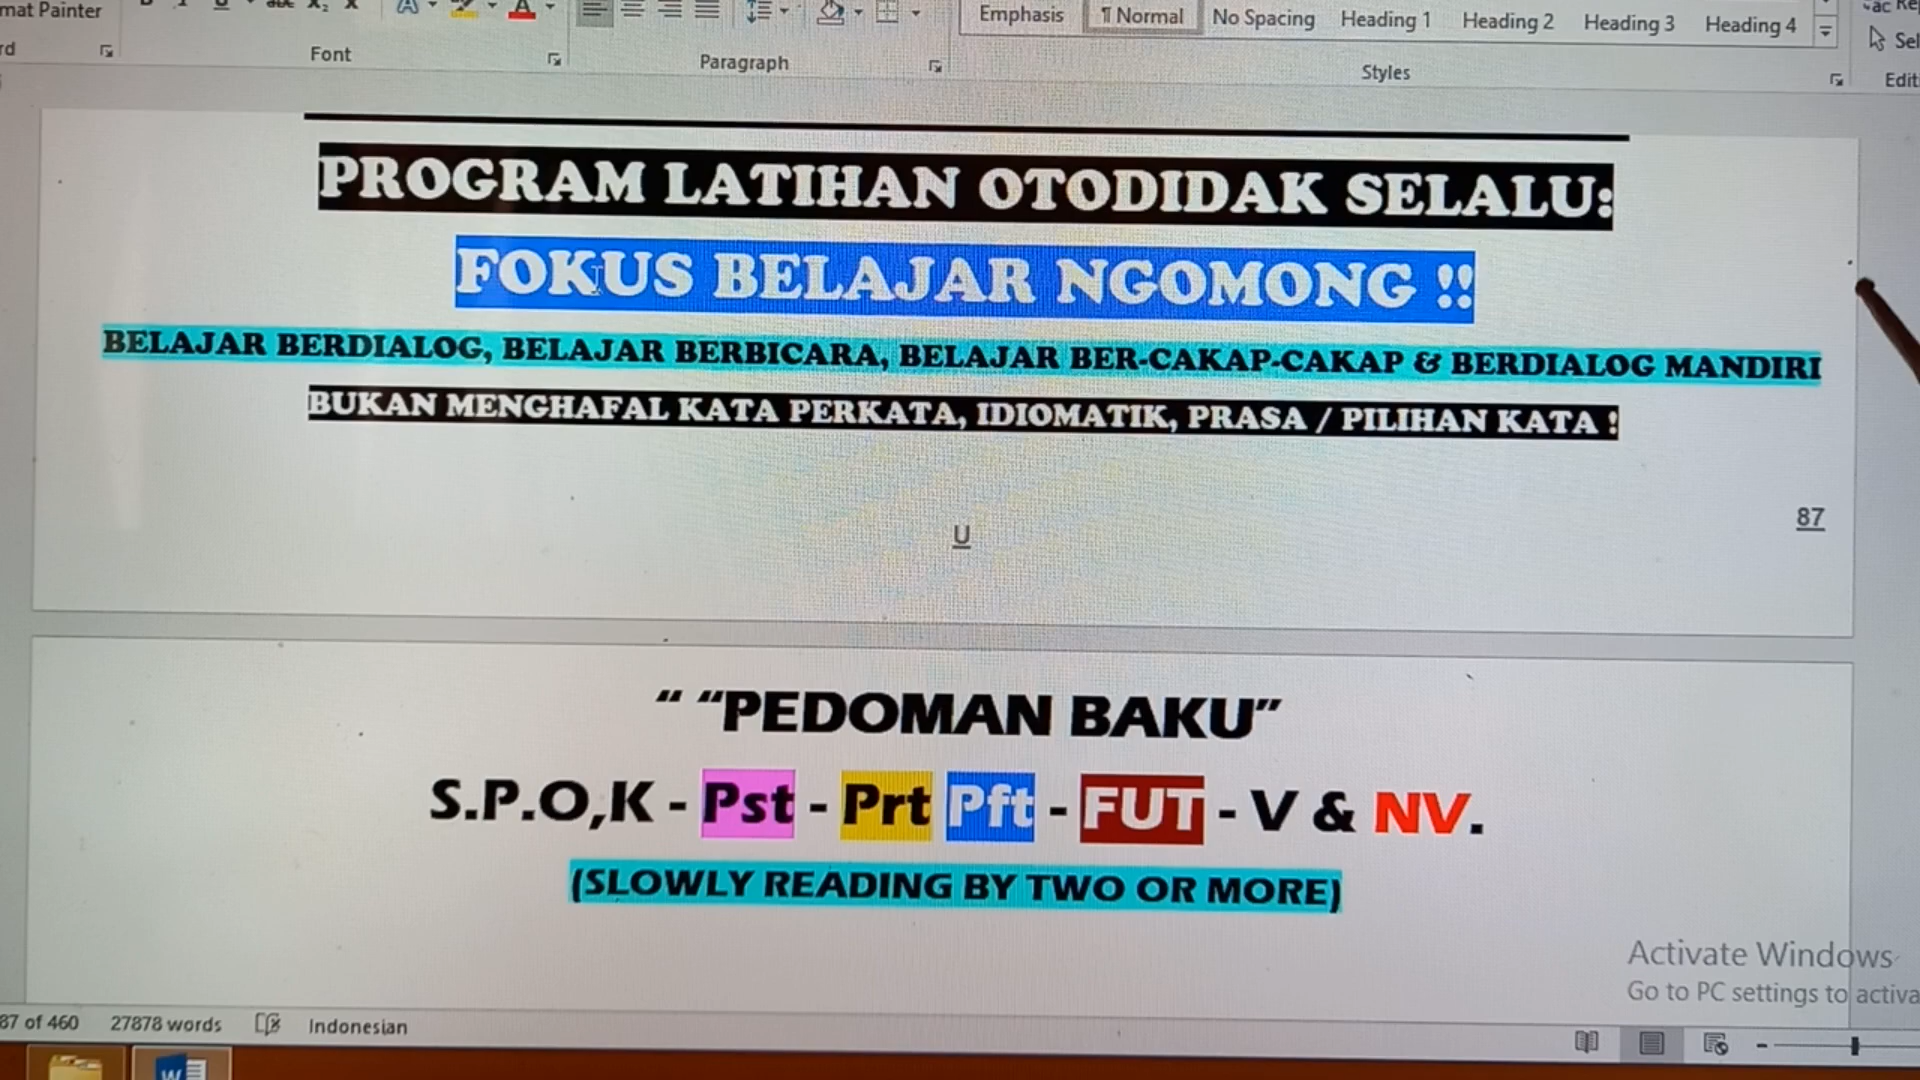 mat Painter
Emphasis ¶ Normal No Spacing Heading 1 Heading 2 Heading 3 Heading 4
Font Paragraph Styles
PROGRAM LATIHAN OTODIDAK SELALU:
FOKUS BELAJAR NGOMONG !!
BELAJAR BERDIALOG, BELAJAR BERBICARA, BELAJAR BER-CAKAP-CAKAP & BERDIALOG MANDIRI
BUKAN MENGHAFAL KATA PERKATA, IDIOMATIK, PRASA / PILIHAN KATA !
U
87
“ “PEDOMAN BAKU”
S.P.O,K - Pst - Prt Pft - FUT - V & NV.
(SLOWLY READING BY TWO OR MORE)
Activate Windows
Go to PC settings to activa
87 of 460 27878 words Indonesian